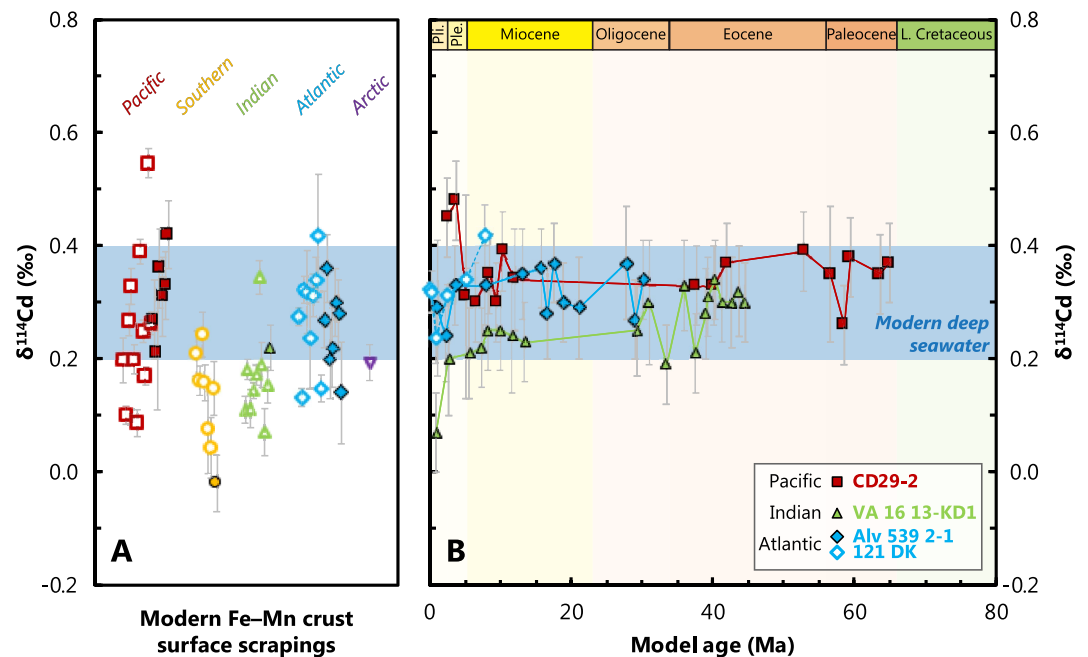 0.8
0.6
0.4
0.2
0.0
-0.2
δ¹¹⁴Cd (‰)
Pacific
Southern
Indian
Atlantic
Arctic
A
Modern Fe–Mn crust
surface scrapings
Pli.
Ple.
Miocene
Oligocene
Eocene
Paleocene
L. Cretaceous
Modern deep
seawater
Pacific CD29-2
Indian VA 16 13-KD1
Atlantic Alv 539 2-1
121 DK
B
0 20 40 60 80
Model age (Ma)
0.8
0.6
0.4
0.2
0.0
-0.2
δ¹¹⁴Cd (‰)